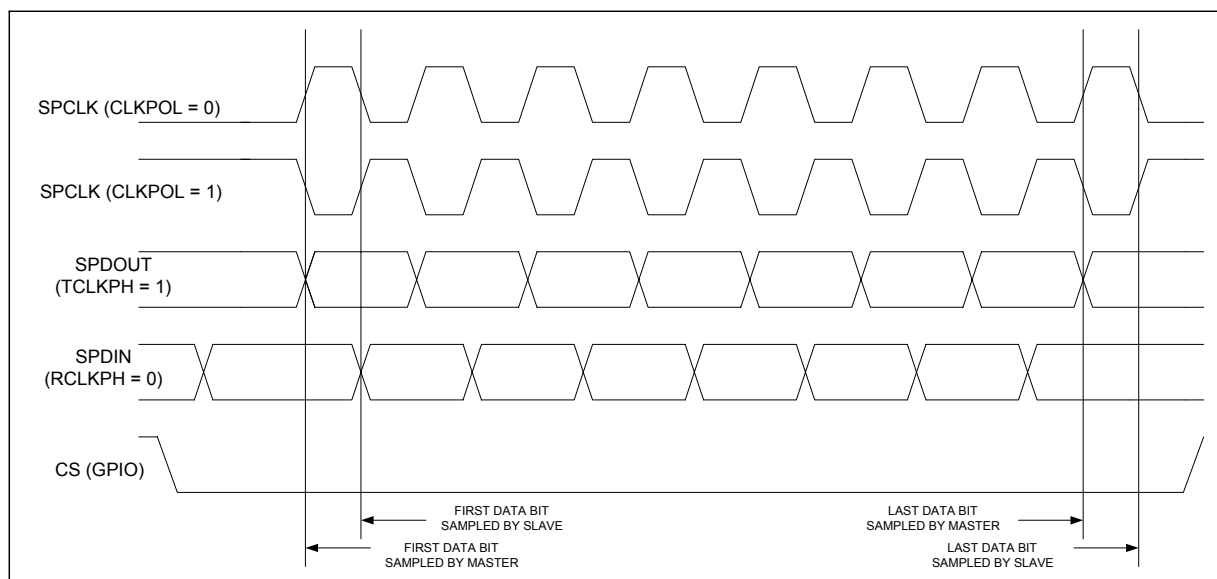 SPCLK (CLKPOL = 0)
SPCLK (CLKPOL = 1)
SPDOUT
(TCLKPH = 1)
SPDIN
(RCLKPH = 0)
CS (GPIO)
FIRST DATA BIT
SAMPLED BY SLAVE
LAST DATA BIT
SAMPLED BY MASTER
FIRST DATA BIT
SAMPLED BY MASTER
LAST DATA BIT
SAMPLED BY SLAVE